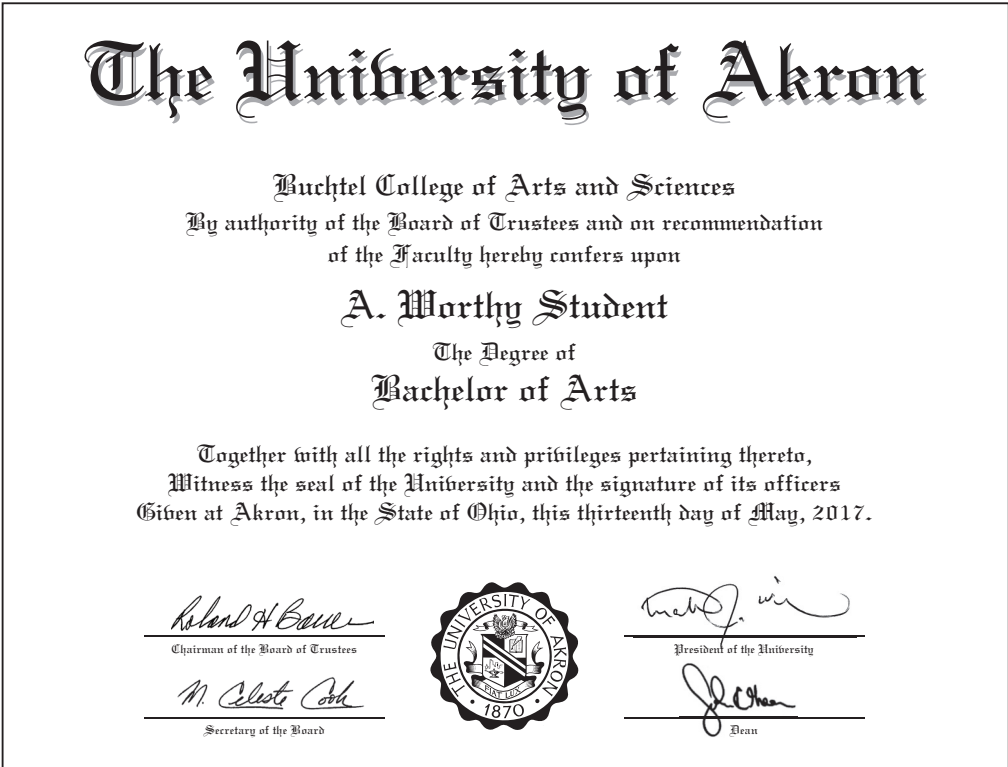 The University of Akron
Buchtel College of Arts and Sciences
By authority of the Board of Trustees and on recommendation
of the Faculty hereby confers upon
A. Worthy Student
The Degree of
Bachelor of Arts
Together with all the rights and privileges pertaining thereto,
Witness the seal of the University and the signature of its officers
Given at Akron, in the State of Ohio, this thirteenth day of May, 2017.
Roland H Bauer
Chairman of the Board of Trustees
M. Celeste Cook
Secretary of the Board
THE UNIVERSITY OF AKRON
FIAT LUX
· 1870 ·
President of the University
Dean